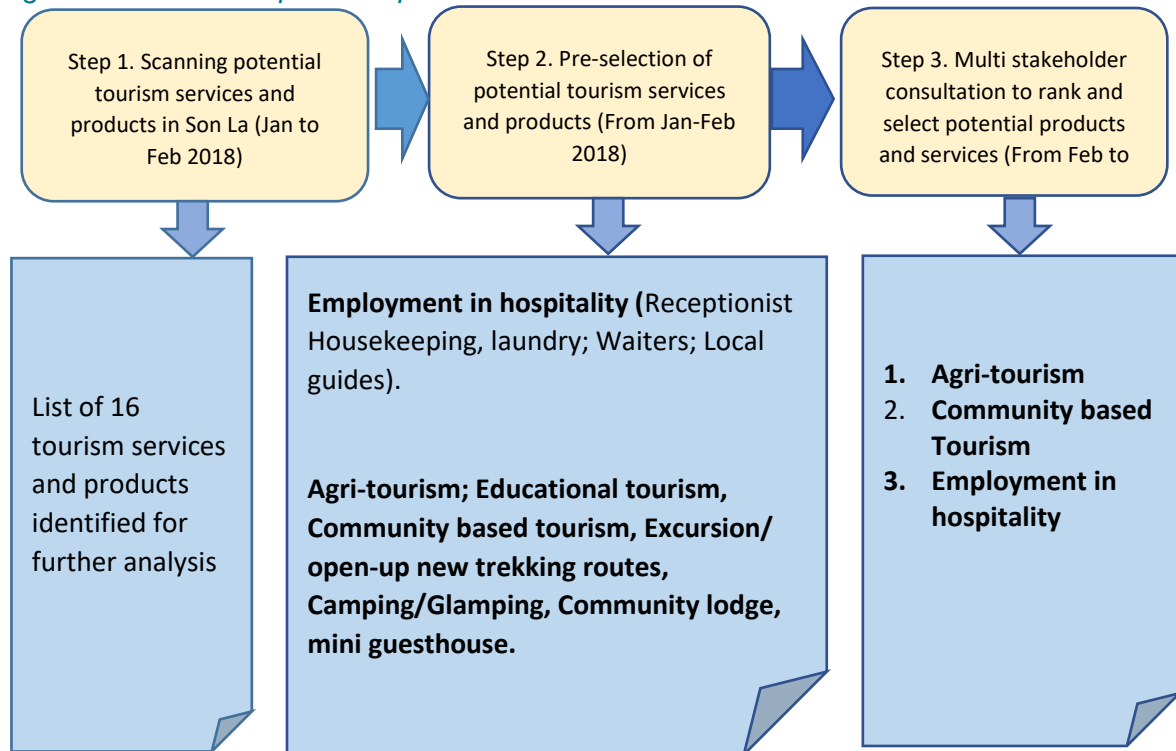 Step 1. Scanning potential
tourism services and
products in Son La (Jan to
Feb 2018)
Step 2. Pre-selection of
potential tourism services
and products (From Jan-Feb
2018)
Step 3. Multi stakeholder
consultation to rank and
select potential products
and services (From Feb to
List of 16
tourism services
and products
identified for
further analysis
Employment in hospitality (Receptionist
Housekeeping, laundry; Waiters; Local
guides).
Agri-tourism; Educational tourism,
Community based tourism, Excursion/
open-up new trekking routes,
Camping/Glamping, Community lodge,
mini guesthouse.
1. Agri-tourism
2. Community based
Tourism
3. Employment in
hospitality